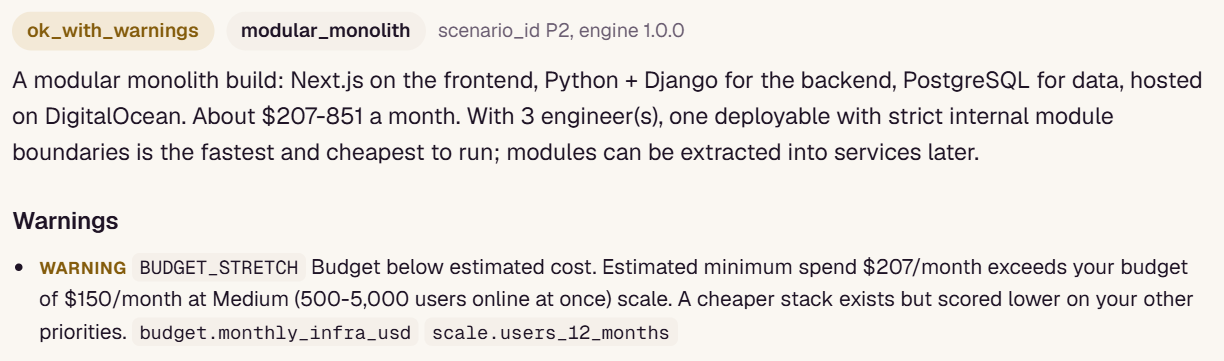 ok_with_warnings modular_monolith scenario_id P2, engine 1.0.0
A modular monolith build: Next.js on the frontend, Python + Django for the backend, PostgreSQL for data, hosted
on DigitalOcean. About $207-851 a month. With 3 engineer(s), one deployable with strict internal module
boundaries is the fastest and cheapest to run; modules can be extracted into services later.
Warnings
• WARNING BUDGET_STRETCH Budget below estimated cost. Estimated minimum spend $207/month exceeds your budget
of $150/month at Medium (500-5,000 users online at once) scale. A cheaper stack exists but scored lower on your other
priorities. budget.monthly_infra_usd scale.users_12_months